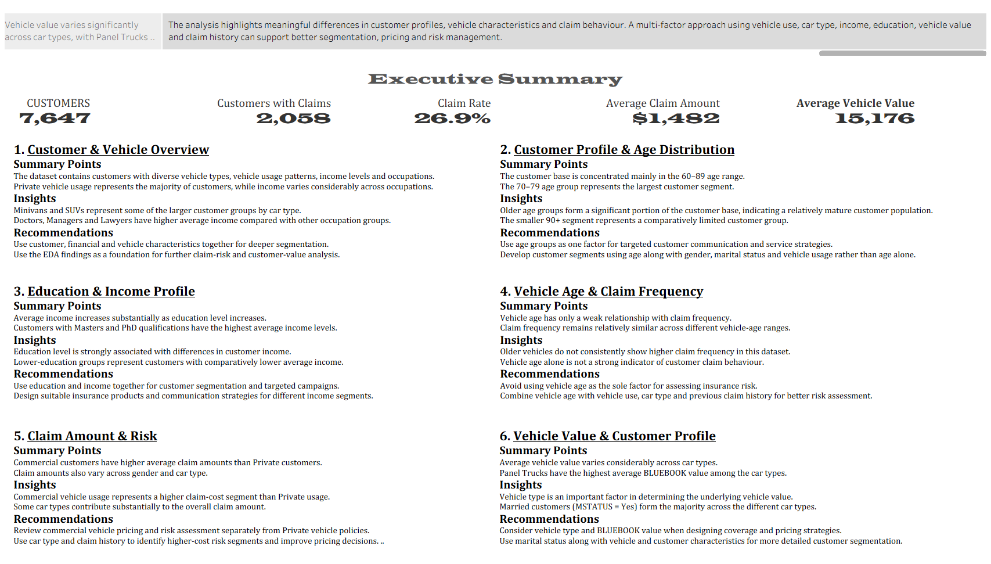 Vehicle value varies significantly
across car types, with Panel Trucks ..
The analysis highlights meaningful differences in customer profiles, vehicle characteristics and claim behaviour. A multi-factor approach using vehicle use, car type, income, education, vehicle value
and claim history can support better segmentation, pricing and risk management.
Executive Summary
CUSTOMERS
7,647
Customers with Claims
2,058
Claim Rate
26.9%
Average Claim Amount
$1,482
Average Vehicle Value
15,176
1. Customer & Vehicle Overview
Summary Points
The dataset contains customers with diverse vehicle types, vehicle usage patterns, income levels and occupations.
Private vehicle usage represents the majority of customers, while income varies considerably across occupations.
Insights
Minivans and SUVs represent some of the larger customer groups by car type.
Doctors, Managers and Lawyers have higher average income compared with other occupation groups.
Recommendations
Use customer, financial and vehicle characteristics together for deeper segmentation.
Use the EDA findings as a foundation for further claim-risk and customer-value analysis.
2. Customer Profile & Age Distribution
Summary Points
The customer base is concentrated mainly in the 60–89 age range.
The 70–79 age group represents the largest customer segment.
Insights
Older age groups form a significant portion of the customer base, indicating a relatively mature customer population.
The smaller 90+ segment represents a comparatively limited customer group.
Recommendations
Use age groups as one factor for targeted customer communication and service strategies.
Develop customer segments using age along with gender, marital status and vehicle usage rather than age alone.
3. Education & Income Profile
Summary Points
Average income increases substantially as education level increases.
Customers with Masters and PhD qualifications have the highest average income levels.
Insights
Education level is strongly associated with differences in customer income.
Lower-education groups represent customers with comparatively lower average income.
Recommendations
Use education and income together for customer segmentation and targeted campaigns.
Design suitable insurance products and communication strategies for different income segments.
4. Vehicle Age & Claim Frequency
Summary Points
Vehicle age has only a weak relationship with claim frequency.
Claim frequency remains relatively similar across different vehicle-age ranges.
Insights
Older vehicles do not consistently show higher claim frequency in this dataset.
Vehicle age alone is not a strong indicator of customer claim behaviour.
Recommendations
Avoid using vehicle age as the sole factor for assessing insurance risk.
Combine vehicle age with vehicle use, car type and previous claim history for better risk assessment.
5. Claim Amount & Risk
Summary Points
Commercial customers have higher average claim amounts than Private customers.
Claim amounts also vary across gender and car type.
Insights
Commercial vehicle usage represents a higher claim-cost segment than Private usage.
Some car types contribute substantially to the overall claim amount.
Recommendations
Review commercial vehicle pricing and risk assessment separately from Private vehicle policies.
Use car type and claim history to identify higher-cost risk segments and improve pricing decisions. ..
6. Vehicle Value & Customer Profile
Summary Points
Average vehicle value varies considerably across car types.
Panel Trucks have the highest average BLUEBOOK value among the car types.
Insights
Vehicle type is an important factor in determining the underlying vehicle value.
Married customers (MSTATUS = Yes) form the majority across the different car types.
Recommendations
Consider vehicle type and BLUEBOOK value when designing coverage and pricing strategies.
Use marital status along with vehicle and customer characteristics for more detailed customer segmentation.